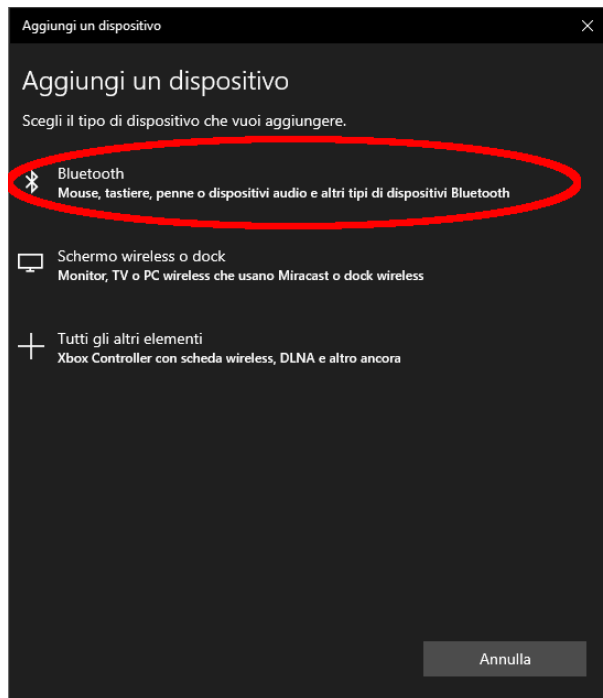 Aggiungi un dispositivo
Aggiungi un dispositivo
Scegli il tipo di dispositivo che vuoi aggiungere.
Bluetooth
Mouse, tastiere, penne o dispositivi audio e altri tipi di dispositivi Bluetooth
Schermo wireless o dock
Monitor, TV o PC wireless che usano Miracast o dock wireless
Tutti gli altri elementi
Xbox Controller con scheda wireless, DLNA e altro ancora
Annulla